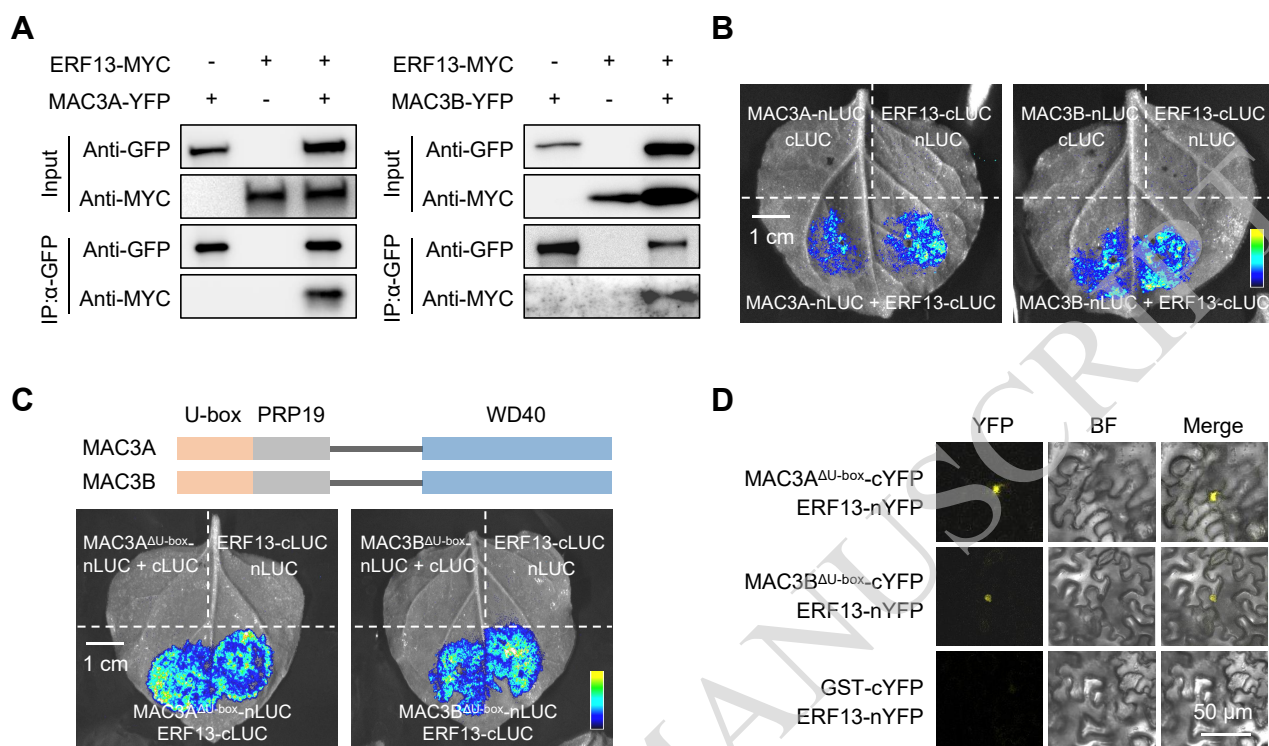 A
ERF13-MYC - + +
MAC3A-YFP + - +
Input
Anti-GFP
Anti-MYC
IP:α-GFP
Anti-GFP
Anti-MYC
ERF13-MYC - + +
MAC3B-YFP + - +
Input
Anti-GFP
Anti-MYC
IP:α-GFP
Anti-GFP
Anti-MYC
B
MAC3A-nLUC ERF13-cLUC
cLUC nLUC
1 cm
MAC3A-nLUC + ERF13-cLUC
MAC3B-nLUC ERF13-cLUC
cLUC nLUC
MAC3B-nLUC + ERF13-cLUC
C
U-box PRP19 WD40
MAC3A
MAC3B
MAC3AΔU-box- ERF13-cLUC
nLUC + cLUC nLUC
1 cm
MAC3AΔU-box-nLUC
ERF13-cLUC
MAC3BΔU-box- ERF13-cLUC
nLUC + cLUC nLUC
MAC3BΔU-box-nLUC
ERF13-cLUC
D
YFP BF Merge
MAC3AΔU-box-cYFP
ERF13-nYFP
MAC3BΔU-box-cYFP
ERF13-nYFP
GST-cYFP
ERF13-nYFP
50 μm
MANUSCRIPT